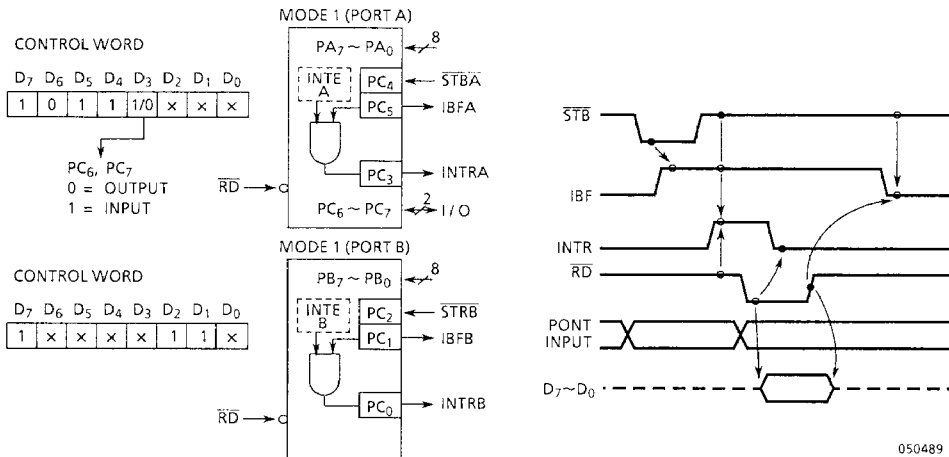 MODE 1 (PORT A)
CONTROL WORD
D7 D6 D5 D4 D3 D2 D1 D0
1 0 1 1 1/0 × × ×
PC6, PC7
0 = OUTPUT
1 = INPUT
PA7 ~ PA0 8
INTE A
PC4 STBA
PC5 IBFA
PC3 INTRA
RD
PC6 ~ PC7 2 I/O
MODE 1 (PORT B)
CONTROL WORD
D7 D6 D5 D4 D3 D2 D1 D0
1 × × × × 1 1 ×
PB7 ~ PB0 8
INTE B
PC2 STRB
PC1 IBFB
PC0 INTRB
RD
STB
IBF
INTR
RD
PONT
INPUT
D7~D0
050489